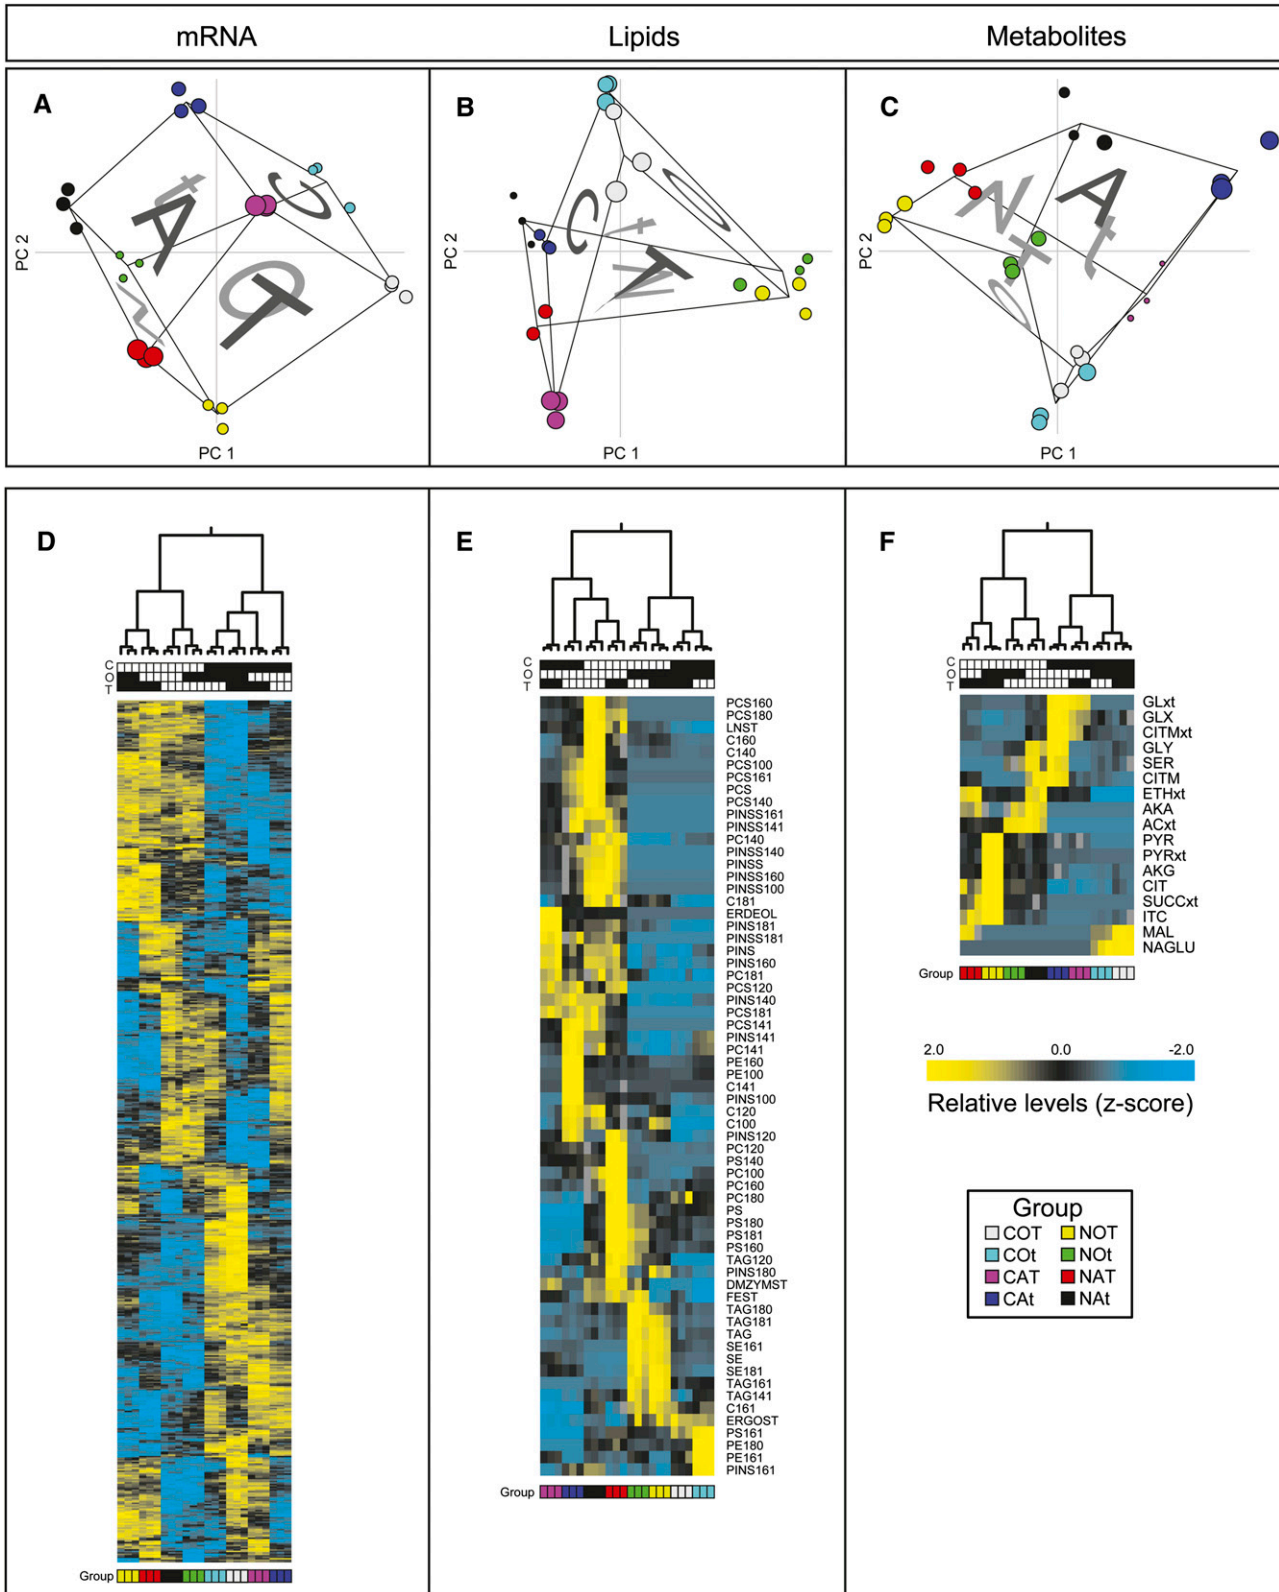 mRNA
Lipids
Metabolites
A
PC 2
PC 1
t
A
C
O
T
N
B
PC 2
PC 1
C
O
t
A
T
N
C
PC 2
PC 1
N
A
T
t
O
D
C
O
T
Group
E
C
O
T
PCS160
PCS180
LNST
C160
C140
PCS100
PCS161
PCS
PCS140
PINSS161
PINSS141
PC140
PINSS140
PINSS
PINSS160
PINSS100
C181
ERDEOL
PINS181
PINSS181
PINS
PINS160
PC181
PCS120
PINS140
PCS181
PCS141
PINS141
PC141
PE160
PE100
C141
PINS100
C120
C100
PINS120
PC120
PS140
PC100
PC160
PC180
PS
PS180
PS181
PS160
TAG120
PINS180
DMZYMST
FEST
TAG180
TAG181
TAG
SE161
SE
SE181
TAG161
TAG141
C161
ERGOST
PS161
PE180
PE161
PINS161
Group
F
C
O
T
GLxt
GLX
CITMxt
GLY
SER
CITM
ETHxt
AKA
ACxt
PYR
PYRxt
AKG
CIT
SUCCxt
ITC
MAL
NAGLU
Group
2.0 0.0 -2.0
Relative levels (z-score)
Group
COT NOT
COt NOt
CAT NAT
CAt NAt